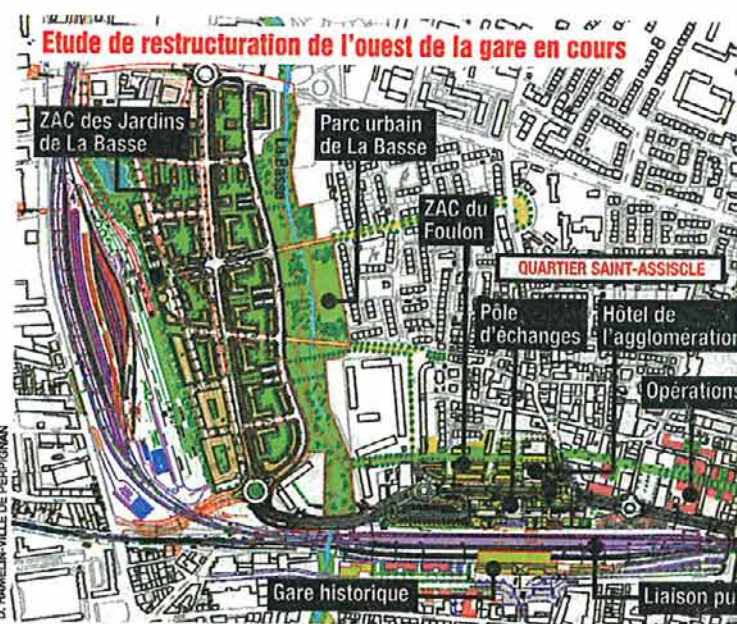 Etude de restructuration de l'ouest de la gare en cours
ZAC des Jardins
de La Basse
Parc urbain
de La Basse
La Basse
ZAC du
Foulon
QUARTIER SAINT-ASSISCLE
Pôle
d'échanges
Hôtel de
l'agglomération
Opérations
Gare historique
Liaison pu
D. HAMELIN-VILLE DE PERPIGNAN